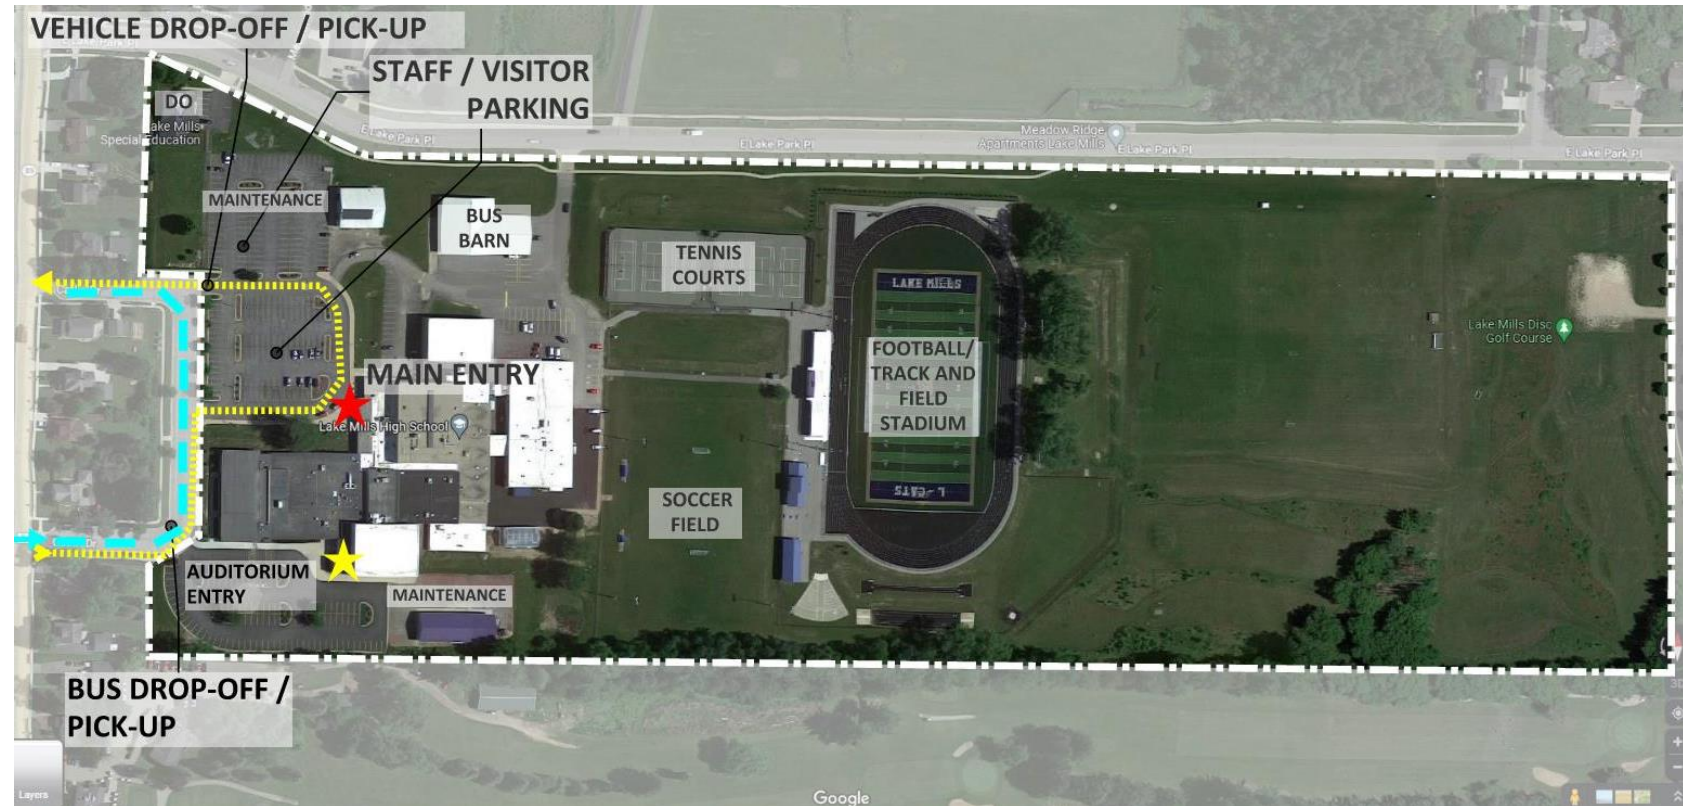 VEHICLE DROP-OFF / PICK-UP
STAFF / VISITOR
PARKING
DO
Lake Mills
Special Education
E Lake Park Pl
E Lake Park Pl
Meadow Ridge
Apartments Lake Mills
E Lake Park Pl
E Lake Park Pl
MAINTENANCE
BUS
BARN
TENNIS
COURTS
LAKE MILLS
Lake Mills Disc
Golf Course
FOOTBALL/
TRACK AND
FIELD
STADIUM
MAIN ENTRY
Lake Mills High School
L-CATS
SOCCER
FIELD
AUDITORIUM
ENTRY
MAINTENANCE
BUS DROP-OFF /
PICK-UP
Layers
Google
3D